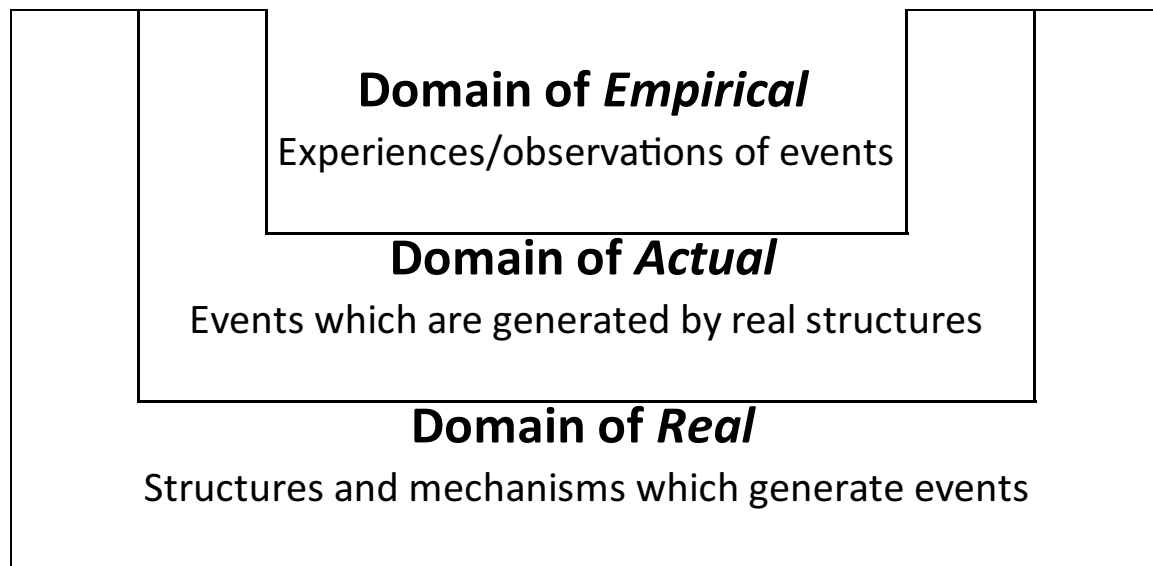 Domain of Empirical
Experiences/observations of events
Domain of Actual
Events which are generated by real structures
Domain of Real
Structures and mechanisms which generate events